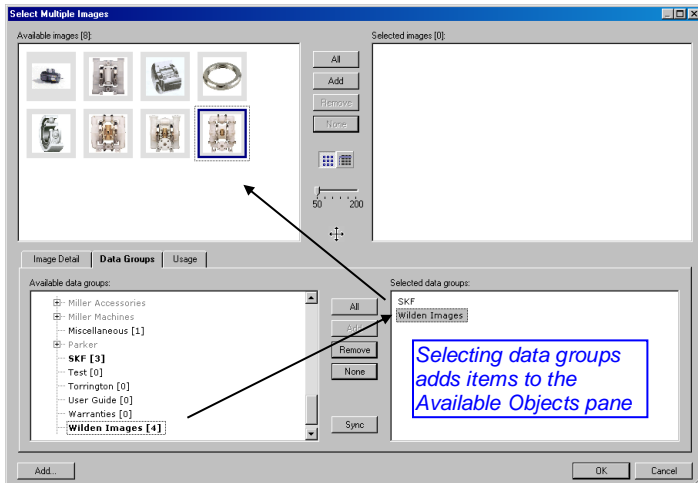 Select Multiple Images
Available images [8]:
Selected images [0]:
All
Add
Remove
None
50 200
Image Detail Data Groups Usage
Available data groups:
Miller Accessories
Miller Machines
Miscellaneous [1]
Parker
SKF [3]
Test [0]
Torrington [0]
User Guide [0]
Warranties [0]
Wilden Images [4]
All
Add
Remove
None
Sync
Selected data groups:
SKF
Wilden Images
Selecting data groups
adds items to the
Available Objects pane
Add...
OK Cancel